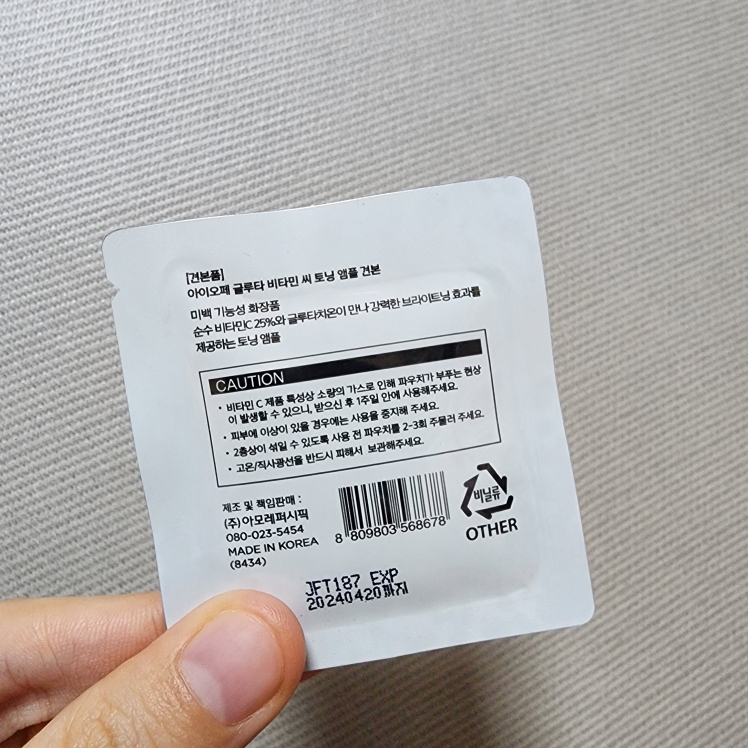 [견본품]
아이오페 글루타 비타민 씨 토닝 앰플 견본
미백 기능성 화장품
순수 비타민C 25%와 글루타치온이 만나 강력한 브라이트닝 효과를
제공하는 토닝 앰플
CAUTION
• 비타민 C 제품 특성상 소량의 가스로 인해 파우치가 부푸는 현상
이 발생할 수 있으니, 받으신 후 1주일 안에 사용해주세요.
• 피부에 이상이 있을 경우에는 사용을 중지해 주세요.
• 2층상이 섞일 수 있도록 사용 전 파우치를 2-3회 주물러 주세요.
• 고온/직사광선을 반드시 피해서 보관해주세요.
제조 및 책임판매 :
(주)아모레퍼시픽
080-023-5454
MADE IN KOREA
(8434)
8 809803 568678
비닐류
OTHER
JFT187 EXP
20240420까지